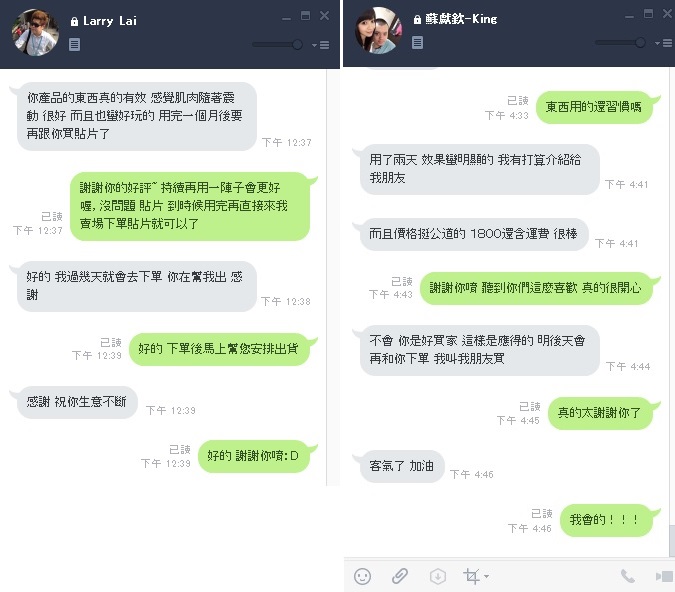 Larry Lai
你產品的東西真的有效 感覺肌肉隨著震
動 很好 而且也蠻好玩的 用完一個月後要
再跟你買貼片了
下午 12:37
謝謝你的好評~ 持續再用一陣子會更好
喔, 沒問題 貼片 到時候用完再直接來我
賣場下單貼片就可以了
已讀
下午 12:37
好的 我過幾天就會去下單 你在幫我出 感
謝
下午 12:38
好的 下單後馬上幫您安排出貨
已讀
下午 12:39
感謝 祝你生意不斷
下午 12:39
好的 謝謝你唷:D
已讀
下午 12:39
蘇獻欽-King
東西用的還習慣嗎
已讀
下午 4:33
用了兩天 效果蠻明顯的 我有打算介紹給
我朋友
下午 4:41
而且價格挺公道的 1800還含運費 很棒
下午 4:41
謝謝你唷 聽到你們這麼喜歡 真的很開心
已讀
下午 4:43
不會 你是好買家 這樣是應得的 明後天會
再和你下單 我叫我朋友買
下午 4:44
真的太謝謝你了
已讀
下午 4:45
客氣了 加油
下午 4:46
我會的！！！
已讀
下午 4:46